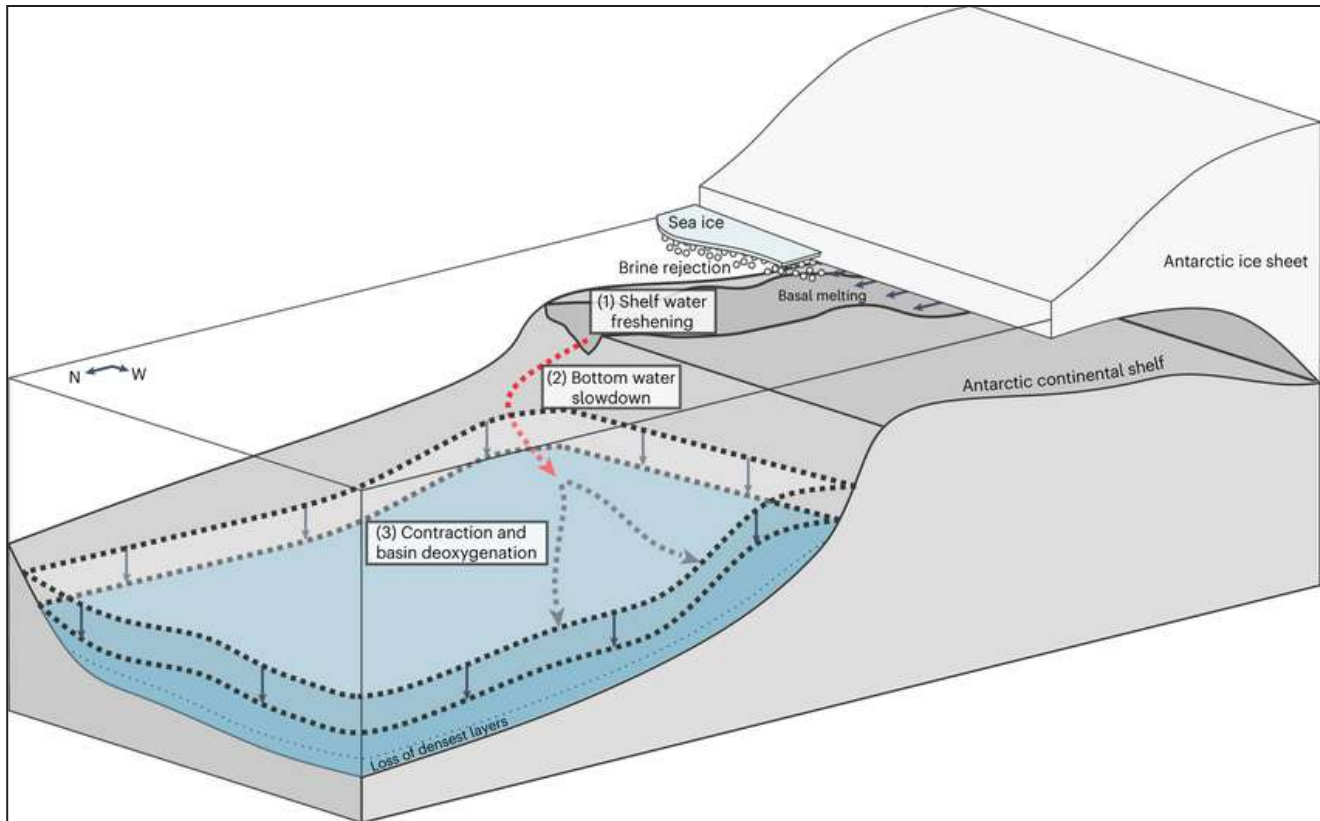 Sea ice
Brine rejection
Antarctic ice sheet
Basal melting
(1) Shelf water
freshening
N W
(2) Bottom water
slowdown
Antarctic continental shelf
(3) Contraction and
basin deoxygenation
Loss of densest layers